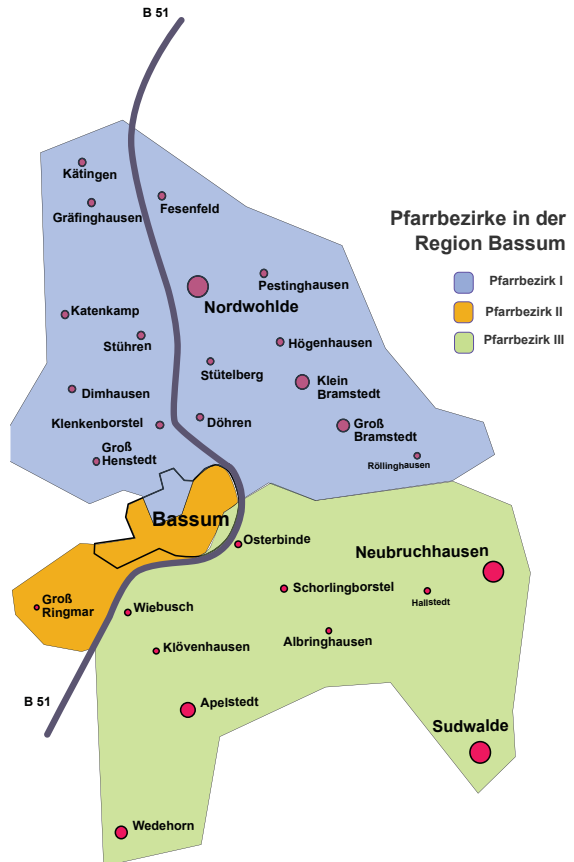 B 51
Kätingen
Gräfinghausen
Fesenfeld
Pfarrbezirke in der
Region Bassum
Pfarrbezirk I
Pfarrbezirk II
Pfarrbezirk III
Pestinghausen
Nordwohlde
Katenkamp
Stühren
Högenhausen
Stütelberg
Klein
Bramstedt
Dimhausen
Klenkenborstel
Döhren
Groß
Bramstedt
Groß
Henstedt
Röllinghausen
Bassum
Osterbinde
Neubruchhausen
Schorlingborstel
Hallstedt
Groß
Ringmar
Wiebusch
Albringhausen
Klövenhausen
B 51
Apelstedt
Sudwalde
Wedehorn